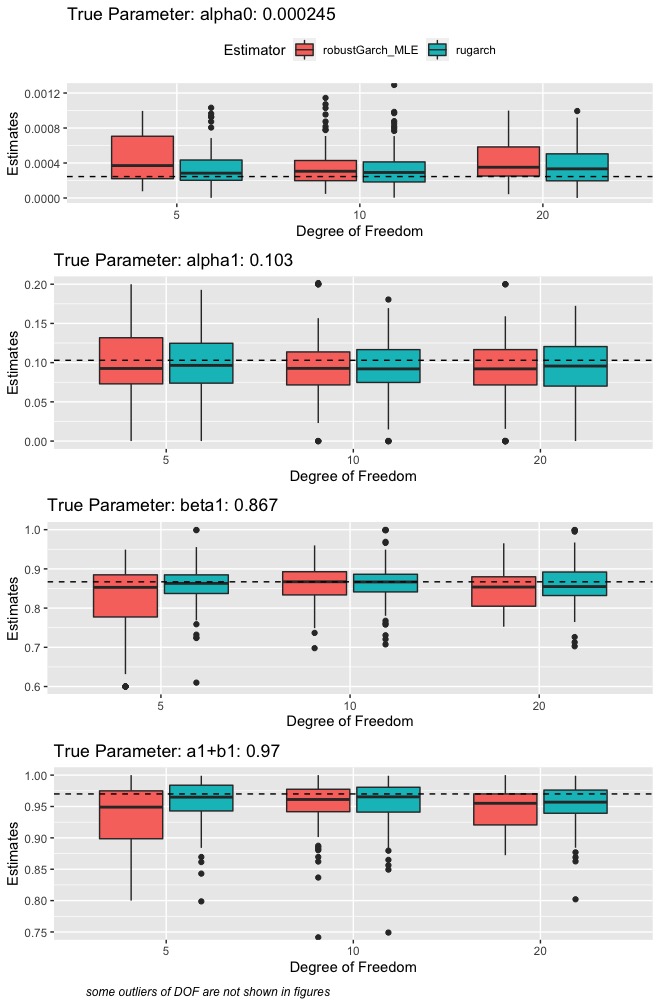 True Parameter: alpha0: 0.000245
Estimator robustGarch_MLE rugarch
0.0012
0.0008
0.0004
0.0000
Estimates
5 10 20
Degree of Freedom
True Parameter: alpha1: 0.103
0.20
0.15
0.10
0.05
0.00
Estimates
5 10 20
Degree of Freedom
True Parameter: beta1: 0.867
1.0
0.9
0.8
0.7
0.6
Estimates
5 10 20
Degree of Freedom
True Parameter: a1+b1: 0.97
1.00
0.95
0.90
0.85
0.80
0.75
Estimates
5 10 20
Degree of Freedom
some outliers of DOF are not shown in figures